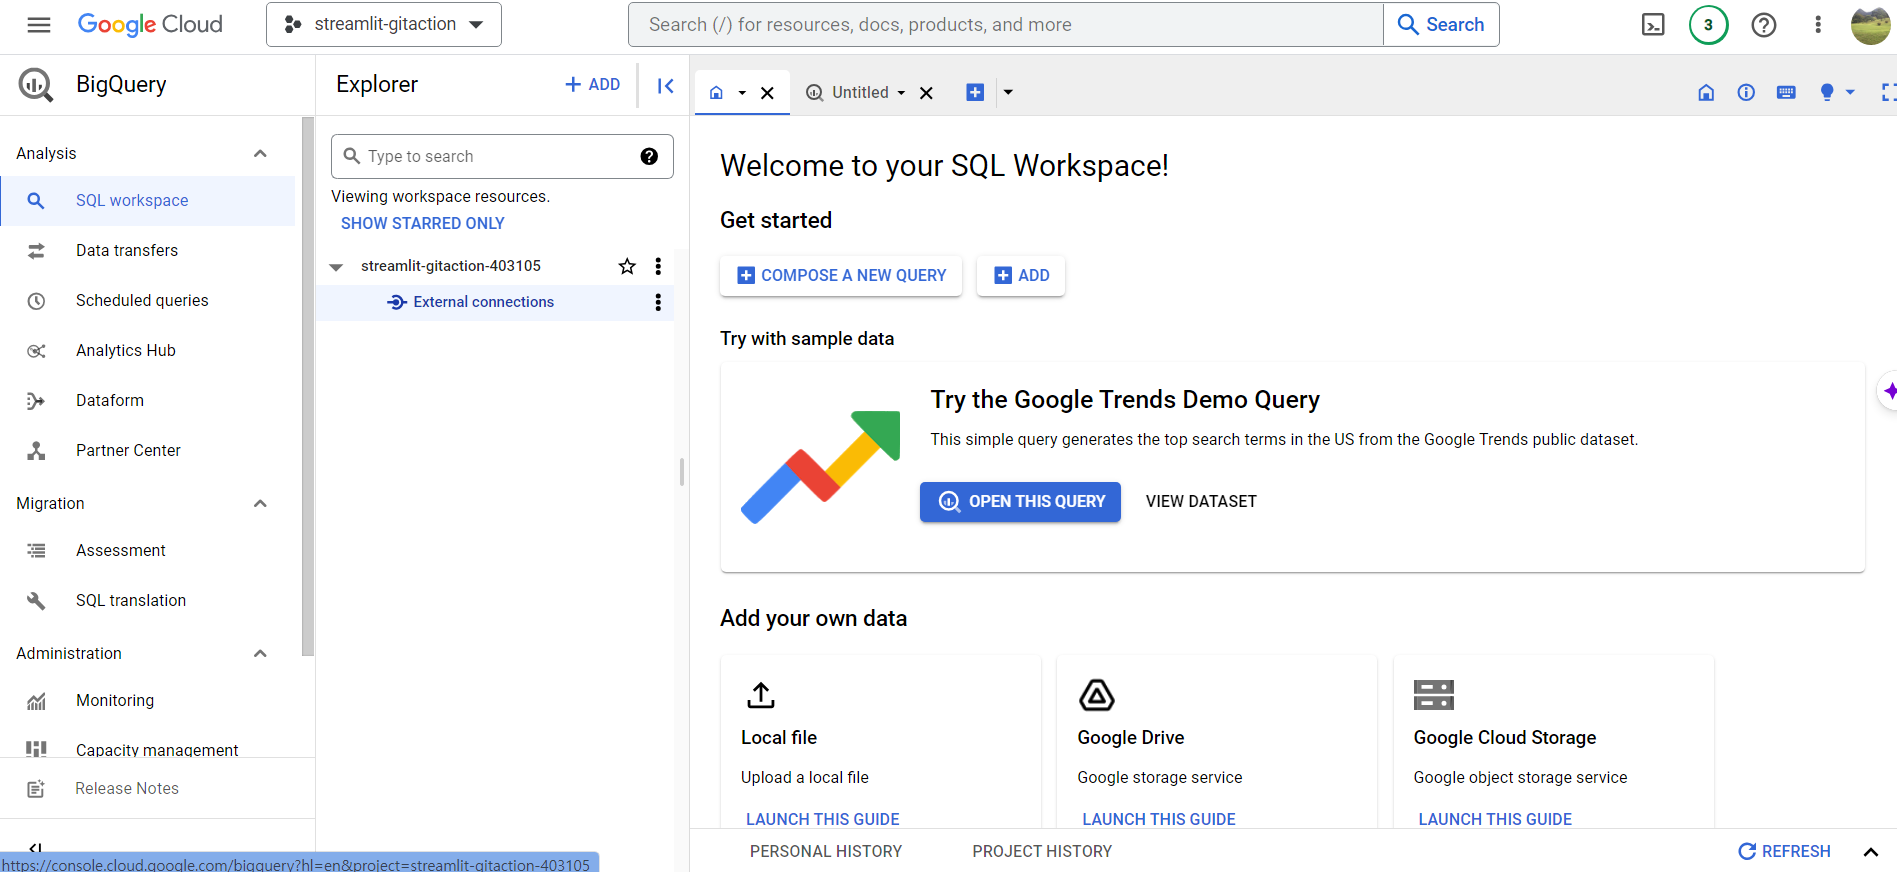 Google Cloud
streamlit-gitaction
Search (/) for resources, docs, products, and more
Search
3
BigQuery
Analysis
SQL workspace
Data transfers
Scheduled queries
Analytics Hub
Dataform
Partner Center
Migration
Assessment
SQL translation
Administration
Monitoring
Capacity management
Release Notes
https://console.cloud.google.com/bigquery?hl=en&project=streamlit-gitaction-403105
Explorer
ADD
Type to search
Viewing workspace resources.
SHOW STARRED ONLY
streamlit-gitaction-403105
External connections
Untitled
Welcome to your SQL Workspace!
Get started
COMPOSE A NEW QUERY
ADD
Try with sample data
Try the Google Trends Demo Query
This simple query generates the top search terms in the US from the Google Trends public dataset.
OPEN THIS QUERY
VIEW DATASET
Add your own data
Local file
Upload a local file
LAUNCH THIS GUIDE
Google Drive
Google storage service
LAUNCH THIS GUIDE
Google Cloud Storage
Google object storage service
LAUNCH THIS GUIDE
PERSONAL HISTORY
PROJECT HISTORY
REFRESH